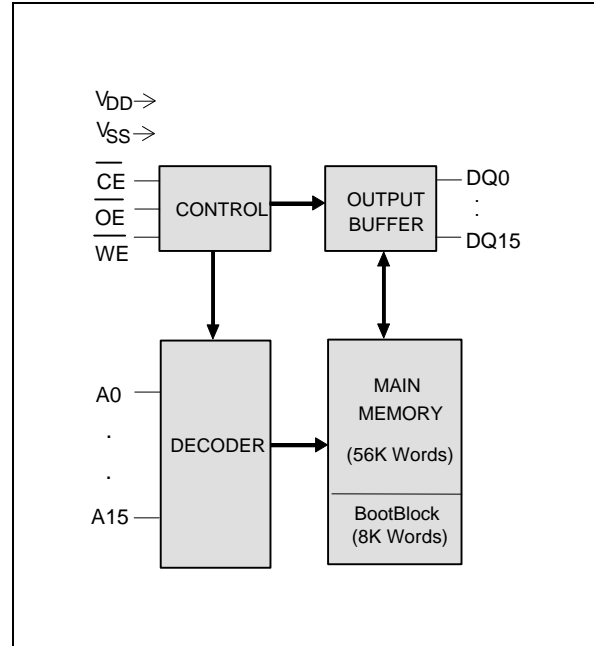 VDD
VSS
CE
OE
WE
CONTROL
OUTPUT
BUFFER
DQ0
.
.
DQ15
A0
.
.
A15
DECODER
MAIN
MEMORY
(56K Words)
BootBlock
(8K Words)